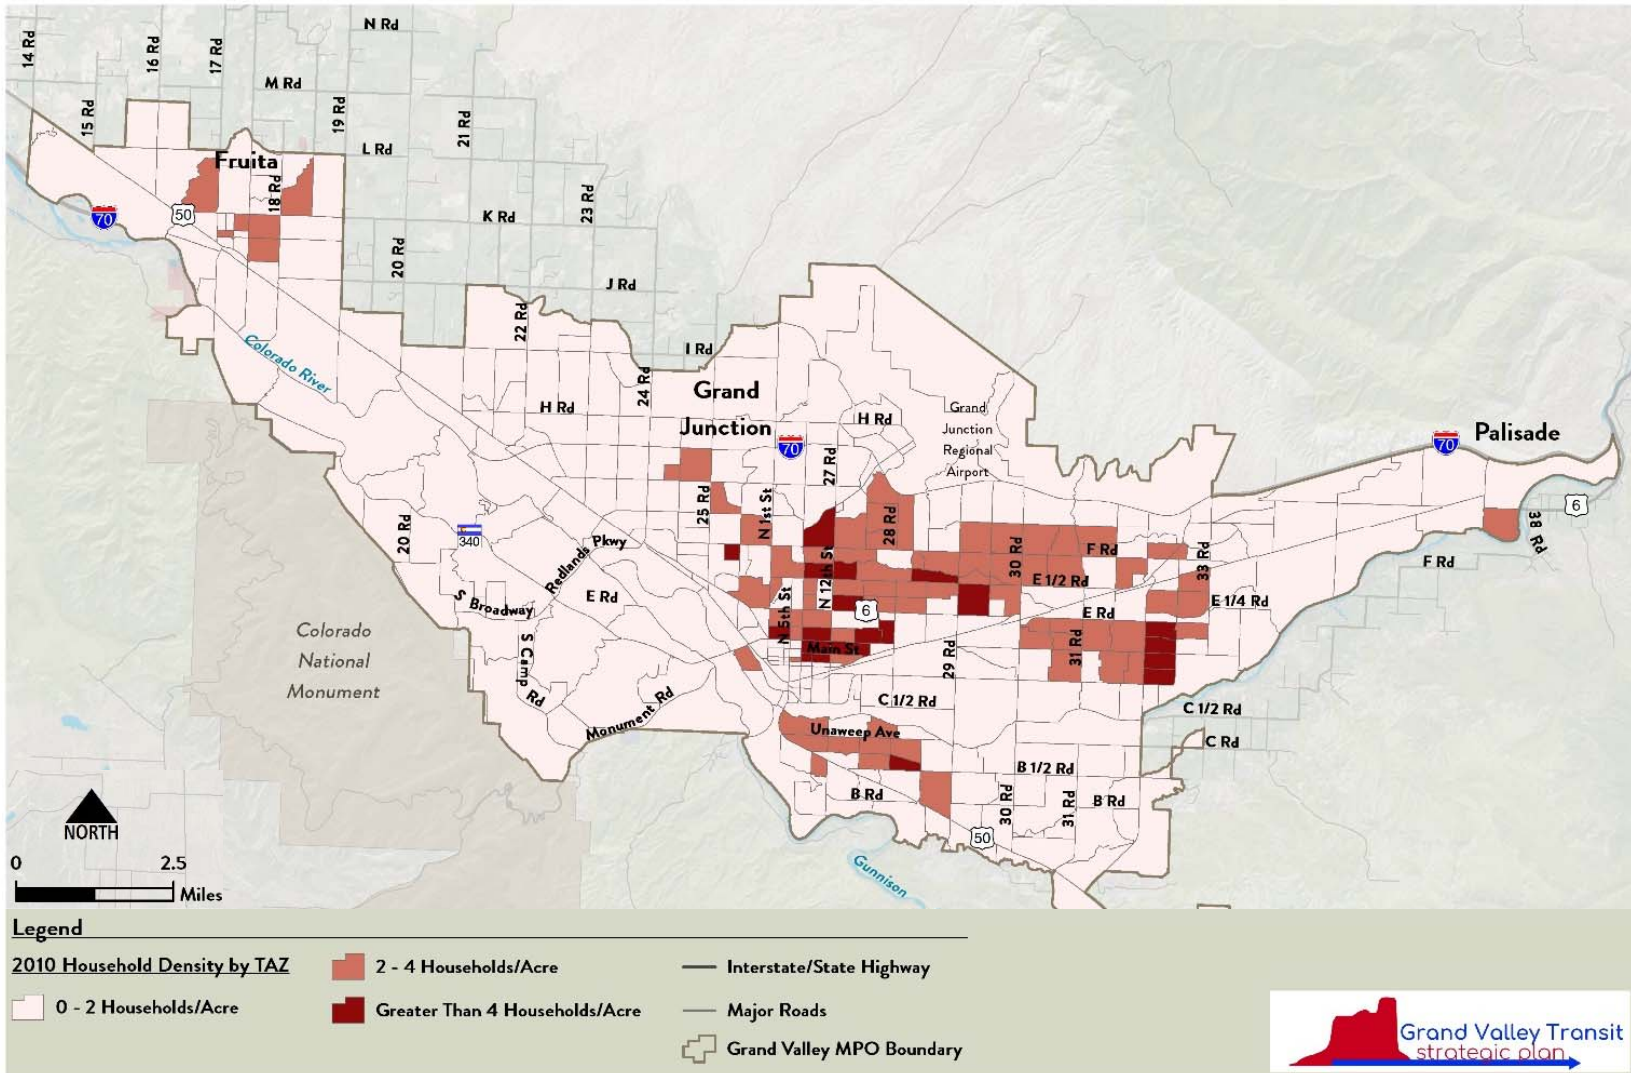 N Rd
14 Rd
16 Rd
17 Rd
M Rd
15 Rd
19 Rd
21 Rd
L Rd
Fruita
18 Rd
23 Rd
50
70
K Rd
20 Rd
J Rd
22 Rd
Colorado River
I Rd
24 Rd
Grand
Junction
H Rd
H Rd
Grand
Junction
Regional
Airport
70
27 Rd
70
Palisade
6
38 Rd
25 Rd
N 1st St
28 Rd
20 Rd
340
Redlands Pkwy
F Rd
30 Rd
33 Rd
F Rd
E 1/2 Rd
N 12th St
N 5th St
E Rd
S Broadway
6
E Rd
E 1/4 Rd
Colorado
National
Monument
S Camp
Rd
Main St
29 Rd
31 Rd
Monument Rd
C 1/2 Rd
C 1/2 Rd
Unaweep Ave
C Rd
B 1/2 Rd
B Rd
30 Rd
31 Rd
B Rd
50
Gunnison
NORTH
0 2.5
Miles
Legend
2010 Household Density by TAZ
0 - 2 Households/Acre
2 - 4 Households/Acre
Greater Than 4 Households/Acre
Interstate/State Highway
Major Roads
Grand Valley MPO Boundary
Grand Valley Transit
strategic plan